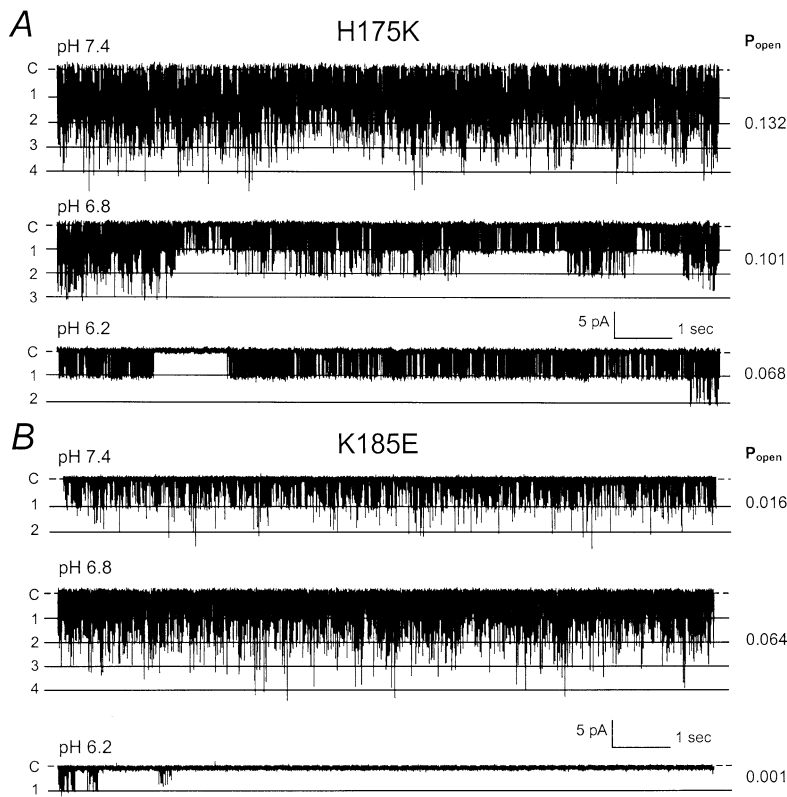 A
H175K
pH 7.4
Popen
C
1
2
3
4
0.132
pH 6.8
C
1
2
3
0.101
5 pA
1 sec
pH 6.2
C
1
2
0.068
B
K185E
pH 7.4
Popen
C
1
2
0.016
pH 6.8
C
1
2
3
4
0.064
5 pA
1 sec
pH 6.2
C
1
0.001